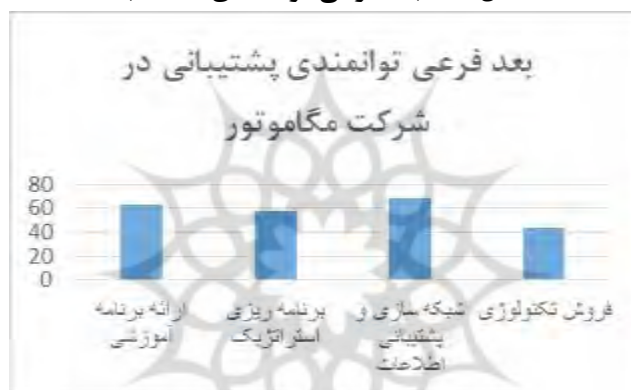 بعد فرعی توانمندی پشتیبانی در
شرکت مگاموتور
80
60
40
20
0
ارائه برنامه
آموزشی
برنامه ریزی
استراتژیک
شبکه سازی و
پشتیبانی
اطلاعات
فروش تکنولوژی